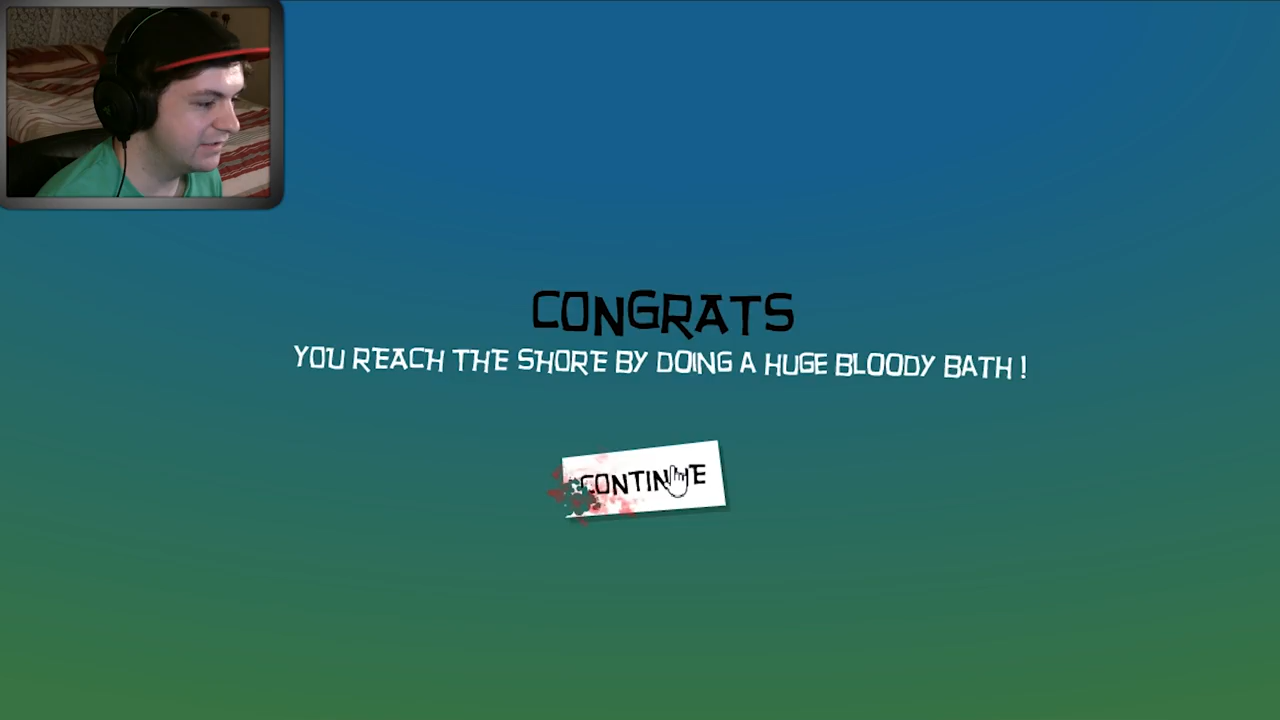 CONGRATS
YOU REACH THE SHORE BY DOING A HUGE BLOODY BATH !
CONTINUE